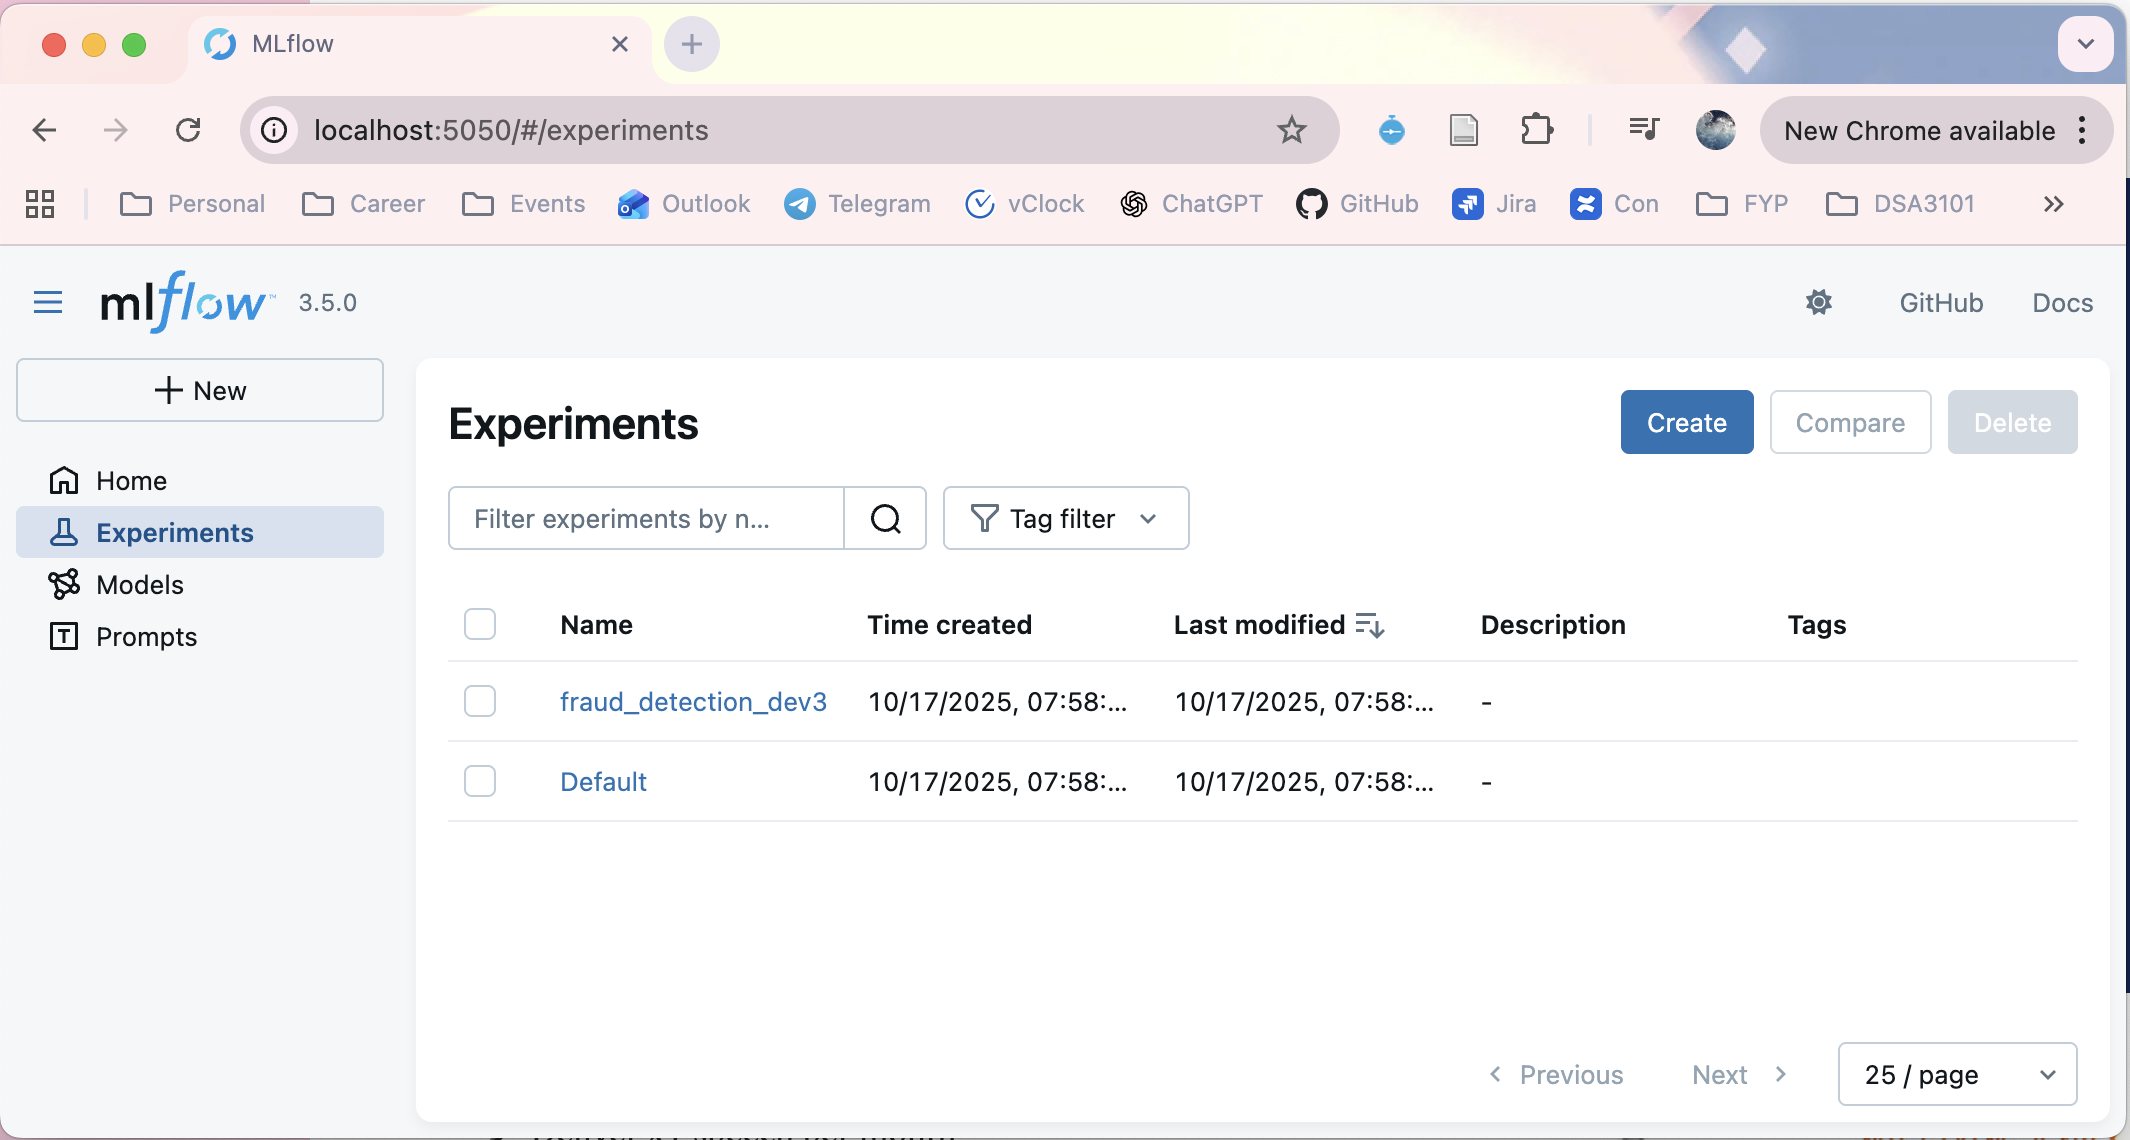 MLflow
localhost:5050/#/experiments
New Chrome available
Personal Career Events Outlook Telegram vClock ChatGPT GitHub Jira Con FYP DSA3101
mlflow™ 3.5.0 GitHub Docs
New
Home
Experiments
Models
Prompts
Experiments
Create Compare Delete
Filter experiments by n... Tag filter
Name Time created Last modified Description Tags
fraud_detection_dev3 10/17/2025, 07:58:... 10/17/2025, 07:58:... -
Default 10/17/2025, 07:58:... 10/17/2025, 07:58:... -
Previous Next 25 / page